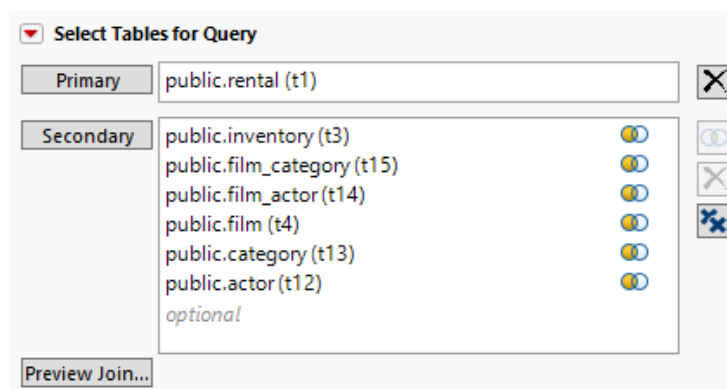 Select Tables for Query
Primary
public.rental (t1)
Secondary
public.inventory (t3)
public.film_category (t15)
public.film_actor (t14)
public.film (t4)
public.category (t13)
public.actor (t12)
optional
Preview Join...